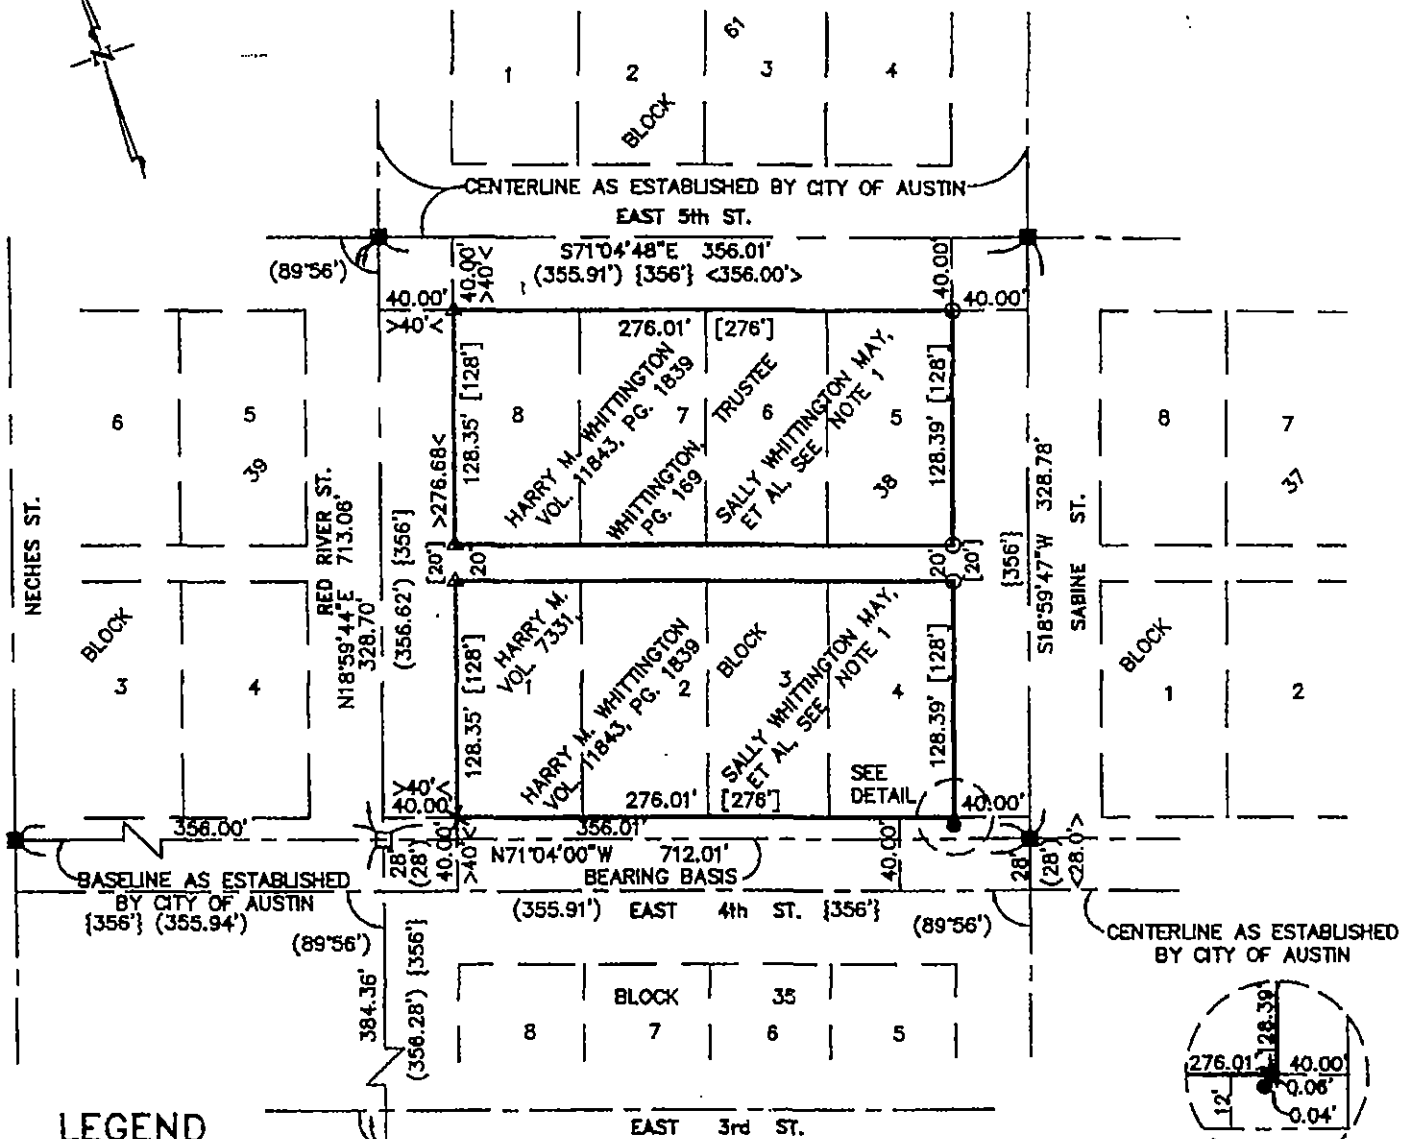 N
61
1 2 3 4
BLOCK
CENTERLINE AS ESTABLISHED BY CITY OF AUSTIN
EAST 5th ST.
S71°04'48"E 356.01'
(355.91') {356'} <356.00'>
(89°56')
40.00'
>40'<
40.00'
40.00'
>40'<
40.00'
276.01' [276']
128.35' [128']
>276.68<
128.39' [128']
8 7 6 5
38
HARRY M. WHITTINGTON
VOL. 11843, PG. 1839
WHITTINGTON, TRUSTEE
PG. 169
SALLY WHITTINGTON MAY,
ET AL, SEE NOTE 1
6 5
39
NECHES ST.
BLOCK
3 4
RED RIVER ST.
N18°59'44"E 713.06'
328.70'
(356.62') {356'}
[20']
20'
20'
[20']
{356'}
S18°59'47"W 328.78'
SABINE ST.
8 7
37
BLOCK
1 2
HARRY M.
VOL. 7331,
HARRY M. WHITTINGTON
VOL. 11843, PG. 1839
BLOCK
SALLY WHITTINGTON MAY,
ET AL, SEE NOTE 1
1 2 3 4
128.35' [128']
128.39' [128']
276.01' [276']
SEE
DETAIL
>40'<
40.00'
40.00'
356.00'
356.01'
N71°04'00"W 712.01'
BEARING BASIS
28'
(28')
40.00'
>40'<
40.00'
28'
(28')
<28.0'>
BASELINE AS ESTABLISHED
BY CITY OF AUSTIN
{356'} (355.94')
(355.91') EAST 4th ST. {356'}
(89°56')
(89°56')
CENTERLINE AS ESTABLISHED
BY CITY OF AUSTIN
384.36'
(356.28') {356'}
BLOCK 35
8 7 6 5
128.39'
276.01' 40.00'
0.06'
0.04'
12'
LEGEND
EAST 3rd ST.